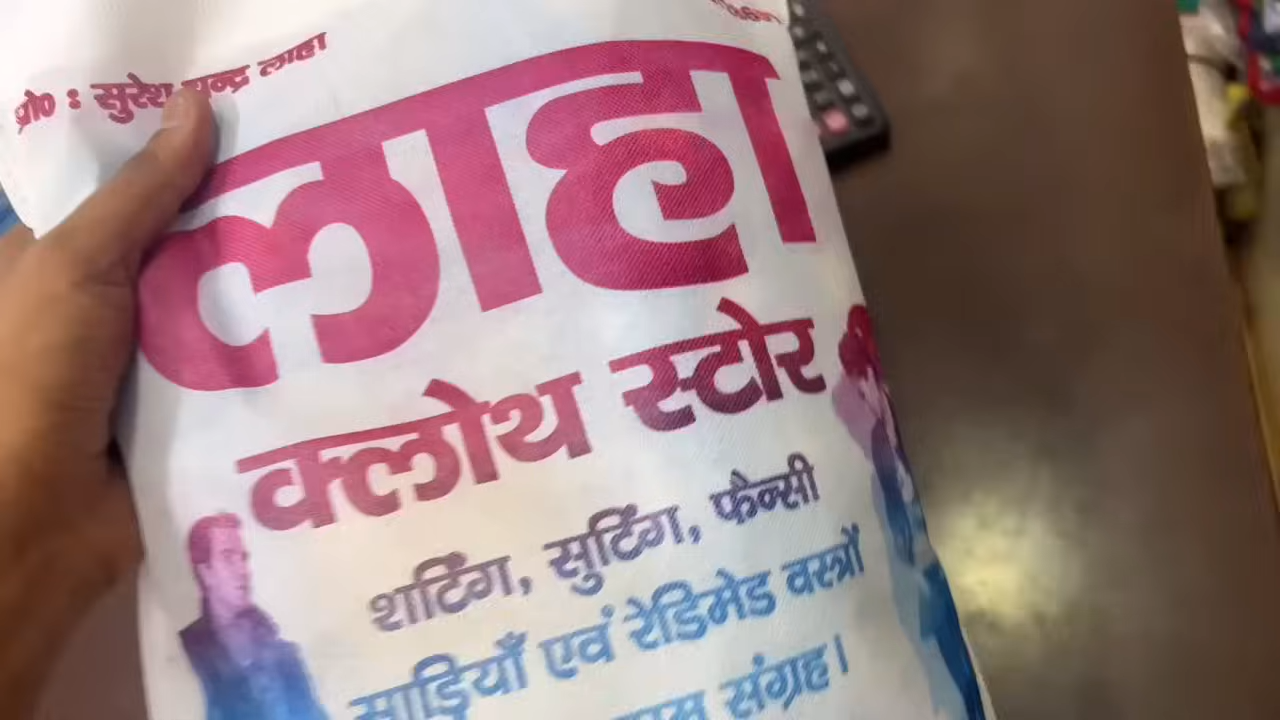 प्रो० : सुरेश चन्द्र लाहा
लाहा
क्लोथ स्टोर
शर्टिंग, सुटिंग, फैन्सी
साड़ियाँ एवं रेडिमेड वस्त्रों
संग्रह।